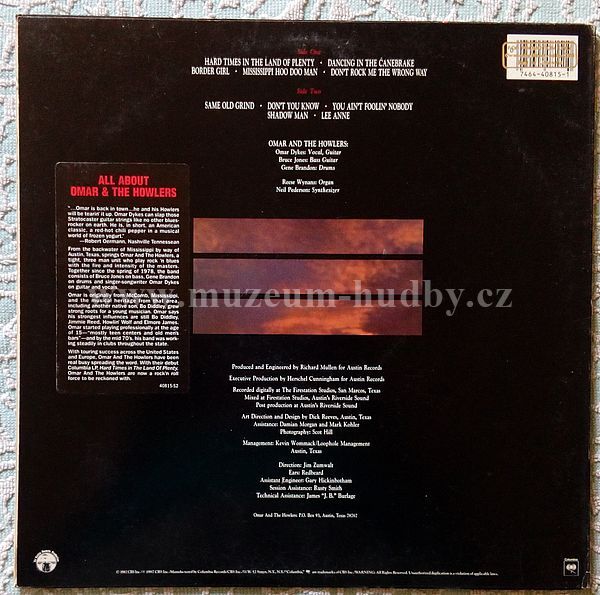 Side One
HARD TIMES IN THE LAND OF PLENTY • DANCING IN THE CANEBRAKE
BORDER GIRL • MISSISSIPPI HOO DOO MAN • DON'T ROCK ME THE WRONG WAY
Side Two
SAME OLD GRIND • DON'T YOU KNOW • YOU AIN'T FOOLIN' NOBODY
SHADOW MAN • LEE ANNE
7464-40815-1
OMAR AND THE HOWLERS:
Omar Dykes: Vocal, Guitar
Bruce Jones: Bass Guitar
Gene Brandon: Drums
Reese Wynans: Organ
Neil Pederson: Synthesizer
ALL ABOUT
OMAR & THE HOWLERS
"...Omar is back in town...he and his Howlers
will be tearin' it up. Omar Dykes can slap those
Stratocaster guitar strings like no other blues-
rocker on earth. He is, in short, an American
classic, a red-hot chili pepper in a musical
world of frozen yogurt."
—Robert Oermann, Nashville Tennessean
From the backwater of Mississippi by way of
Austin, Texas, springs Omar And The Howlers, a
tight, three man unit who play rock 'n blues
with the fire and intensity of the masters.
Together since the spring of 1978, the band
consists of Bruce Jones on bass, Gene Brandon
on drums and singer-songwriter Omar Dykes
on guitar and vocals.
Omar is originally from McComb, Mississippi,
and the musical heritage from that area,
including another native son, Bo Diddley, grew
strong roots for a young musician. Omar says
his strongest influences are still Bo Diddley,
Jimmie Reed, Howlin' Wolf and Elmore James.
Omar started playing professionally at the age
of 15—"mostly teen centers and old men's
bars"—and by the mid 70's, his band was work-
ing steadily in clubs throughout the state.
With touring success across the United States
and Europe, Omar And The Howlers have been
real busy spreading the word. With their debut
Columbia LP, Hard Times In The Land Of Plenty,
Omar And The Howlers are now a rock'n roll
force to be reckoned with.
40815-S2
www.muzeum-hudby.cz
Produced and Engineered by Richard Mullen for Austin Records
Executive Production by Herschel Cunningham for Austin Records
Recorded digitally at The Firestation Studios, San Marcos, Texas
Mixed at Firestation Studios, Austin's Riverside Sound
Post production at Austin's Riverside Sound
Art Direction and Design by Dick Reeves, Austin, Texas
Assistance: Damian Morgan and Mark Kohler
Photography: Scot Hill
Management: Kevin Wommack/Loophole Management
Austin, Texas
Direction: Jim Zumwalt
Ears: Redbeard
Assistant Engineer: Gary Hickinbotham
Session Assistance: Rusty Smith
Technical Assistance: James "J. B." Burlage
Omar And The Howlers: P.O. Box 93, Austin, Texas 78767
Columbia